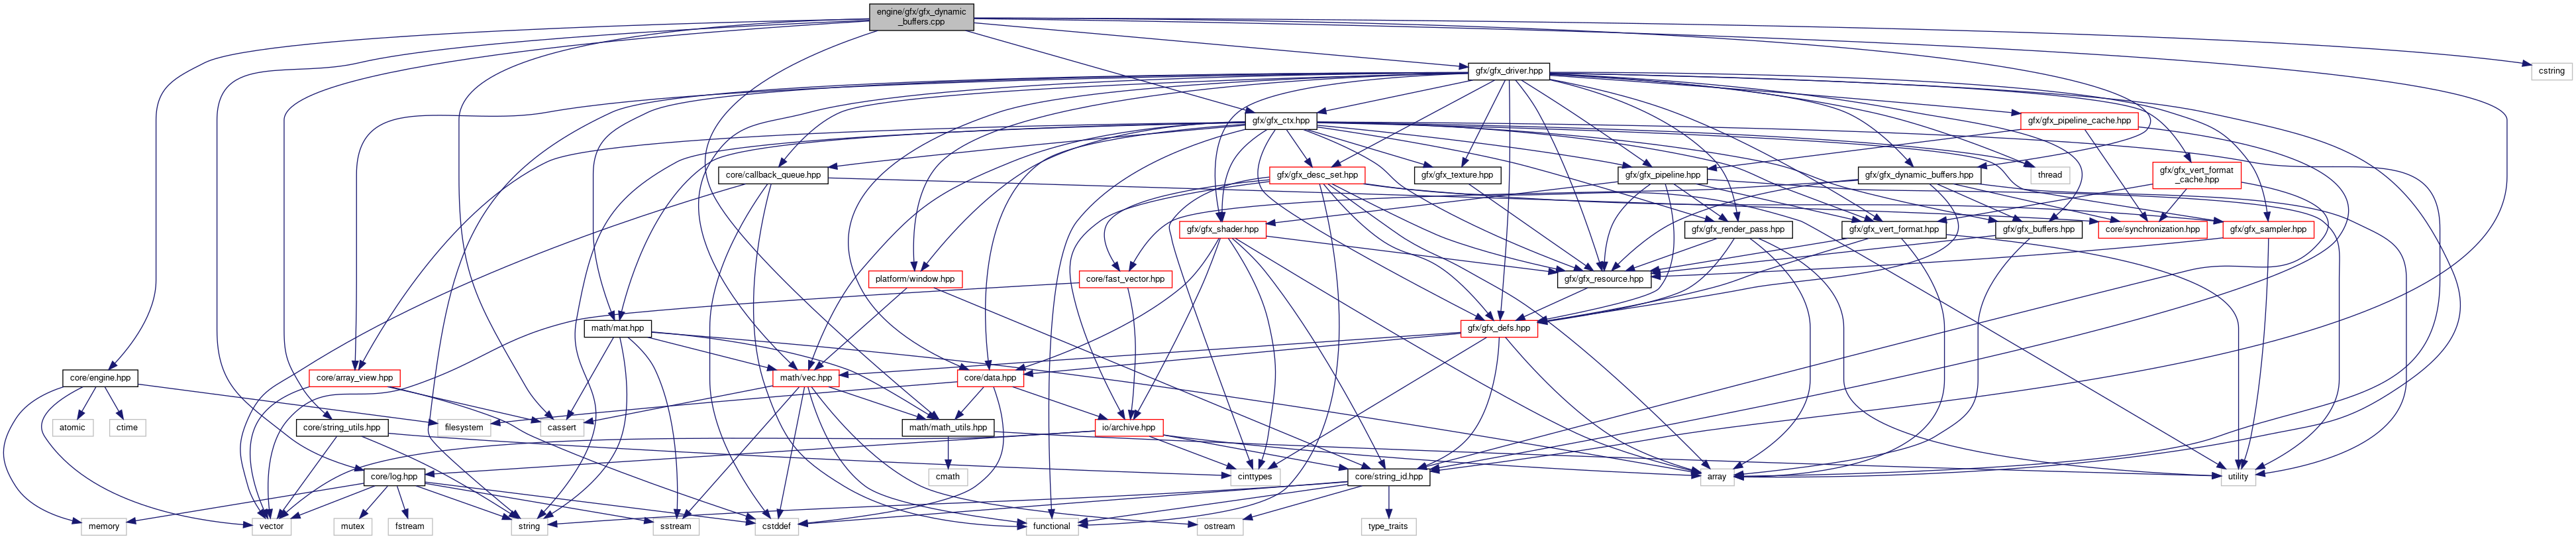 engine/gfx/gfx_dynamic
_buffers.cpp
gfx/gfx_driver.hpp
cstring
gfx/gfx_ctx.hpp
gfx/gfx_pipeline_cache.hpp
core/callback_queue.hpp
gfx/gfx_desc_set.hpp
gfx/gfx_texture.hpp
gfx/gfx_pipeline.hpp
gfx/gfx_dynamic_buffers.hpp
thread
gfx/gfx_vert_format
_cache.hpp
gfx/gfx_shader.hpp
gfx/gfx_render_pass.hpp
gfx/gfx_vert_format.hpp
gfx/gfx_buffers.hpp
core/synchronization.hpp
gfx/gfx_sampler.hpp
platform/window.hpp
core/fast_vector.hpp
gfx/gfx_resource.hpp
math/mat.hpp
gfx/gfx_defs.hpp
core/engine.hpp
core/array_view.hpp
math/vec.hpp
core/data.hpp
atomic
ctime
core/string_utils.hpp
filesystem
cassert
math/math_utils.hpp
io/archive.hpp
core/log.hpp
cmath
cinttypes
core/string_id.hpp
array
utility
memory
vector
mutex
fstream
string
sstream
cstddef
functional
ostream
type_traits